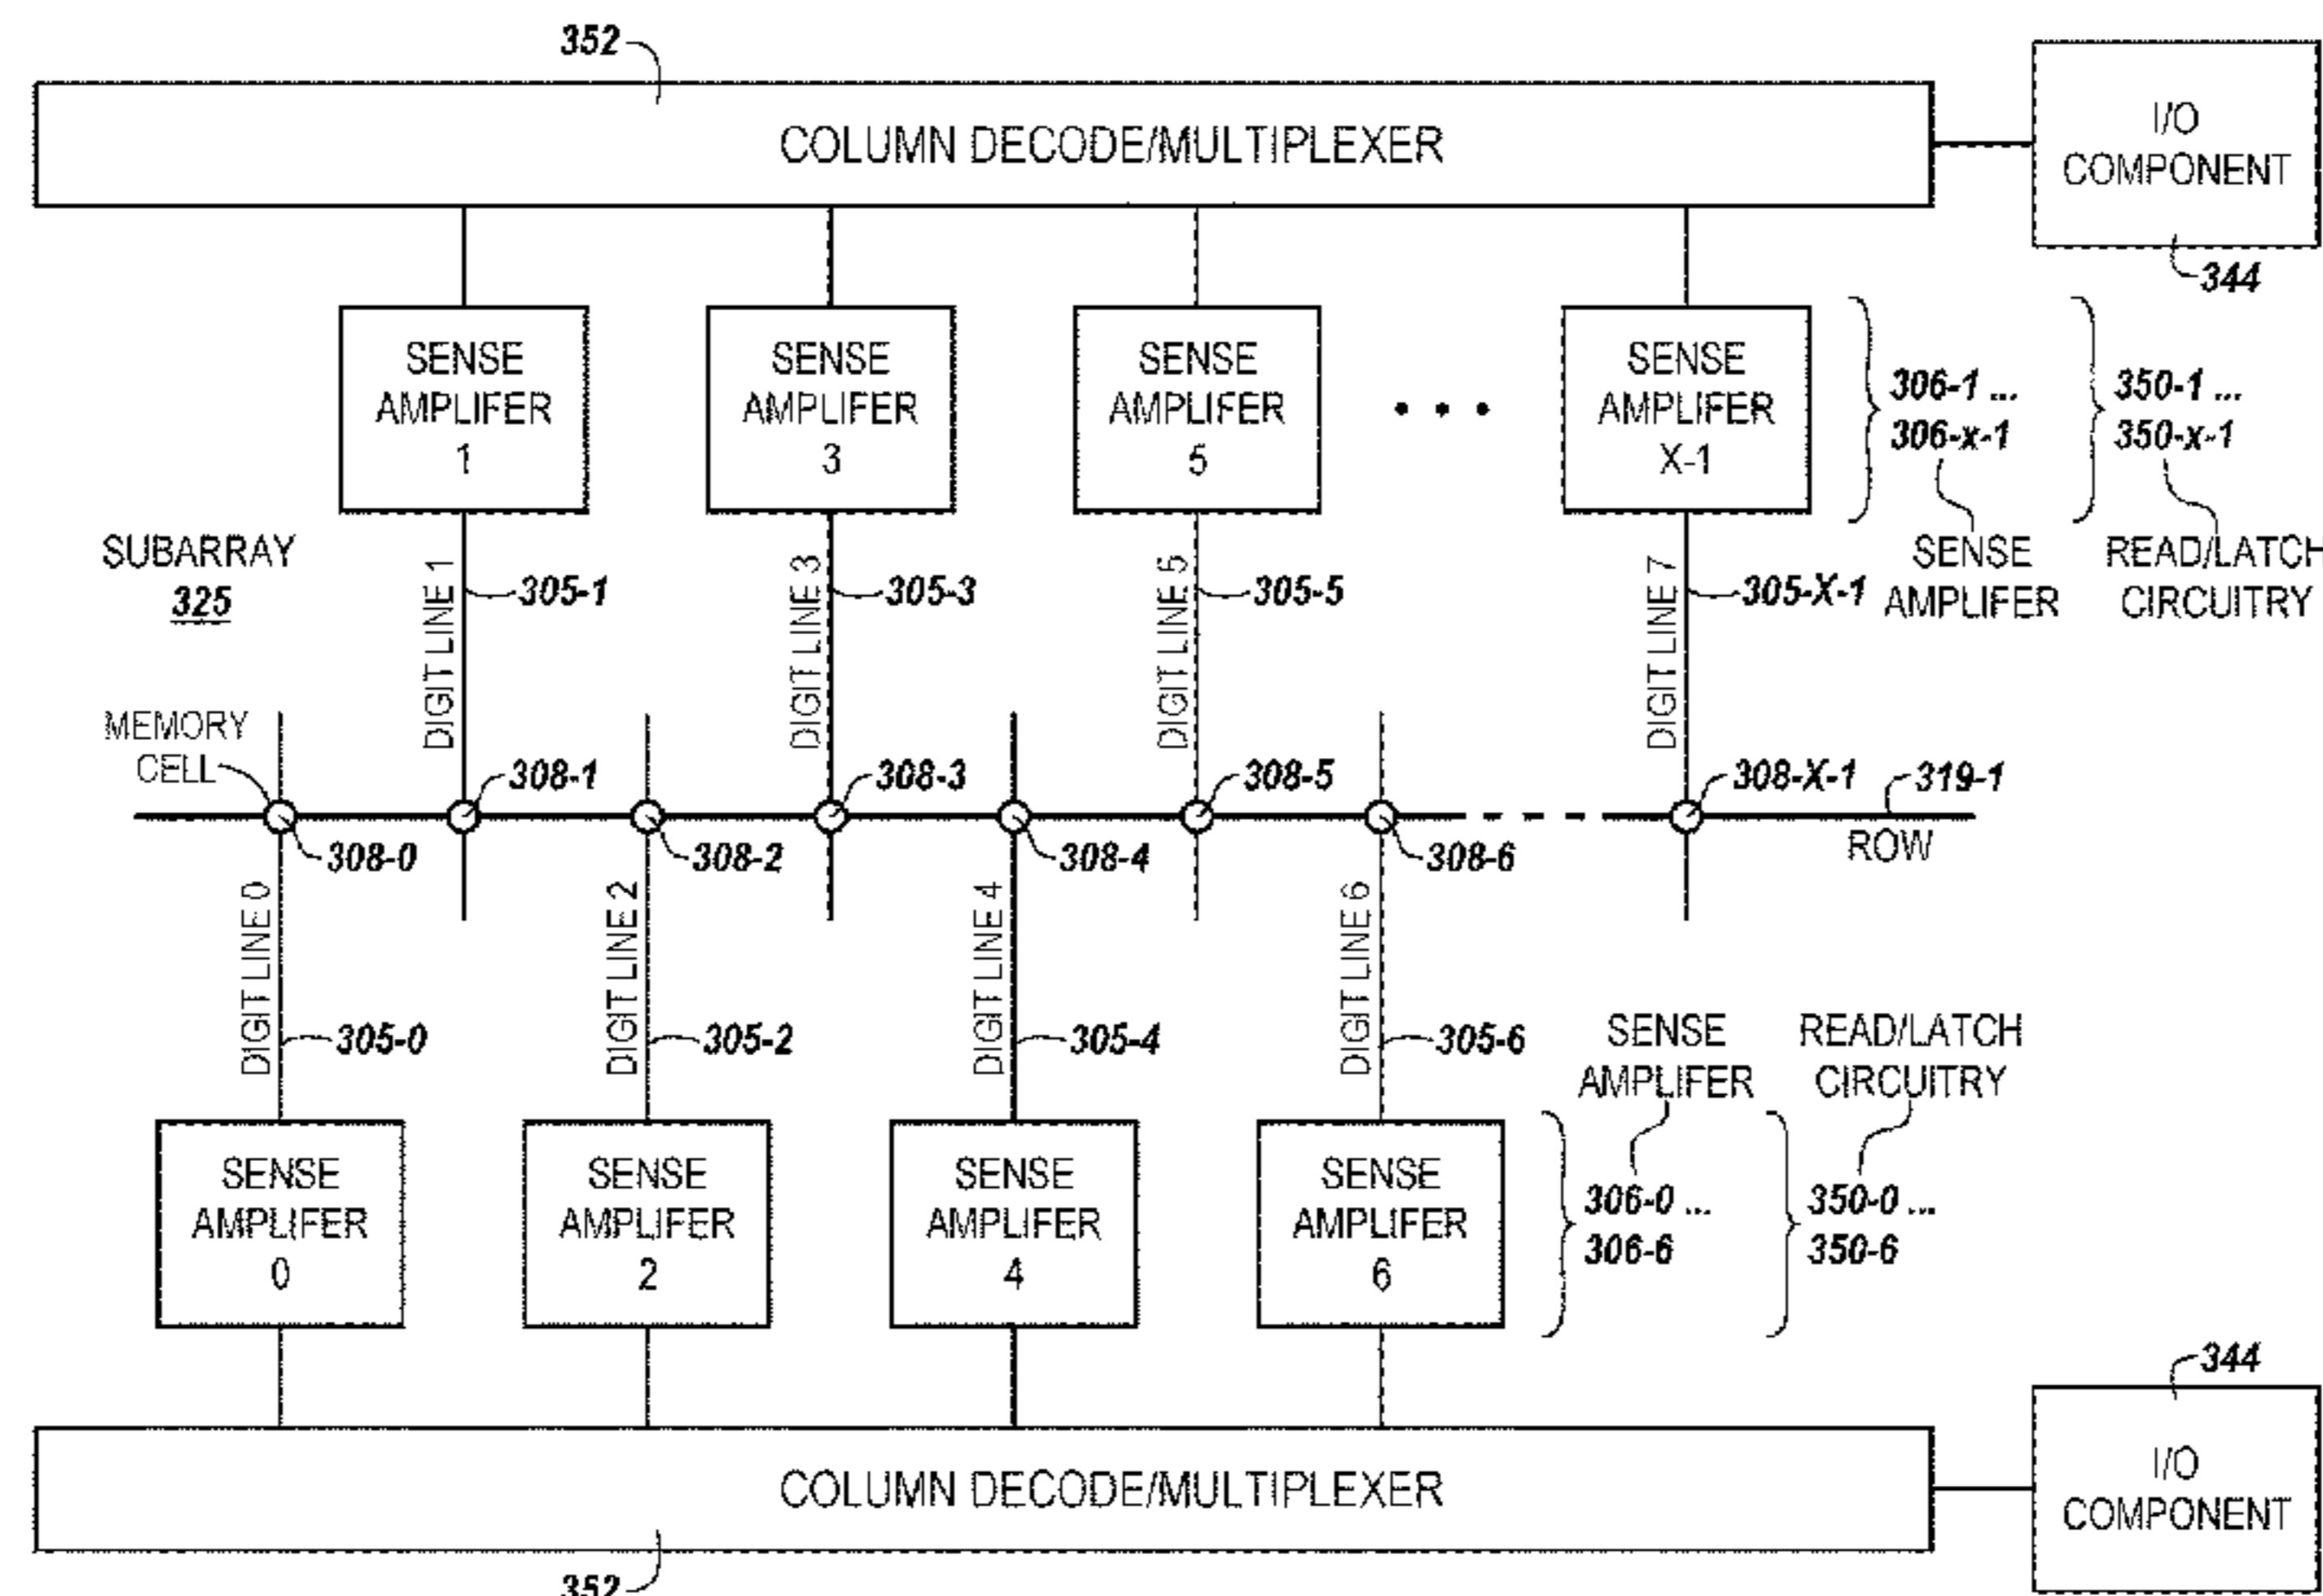 352
COLUMN DECODE/MULTIPLEXER
I/O
COMPONENT
344
SENSE
AMPLIFER
1
SENSE
AMPLIFER
3
SENSE
AMPLIFER
5
• • •
SENSE
AMPLIFER
X-1
306-1 ...
306-x-1
SENSE
AMPLIFER
350-1 ...
350-x-1
READ/LATCH
CIRCUITRY
SUBARRAY
325
DIGIT LINE 1
305-1
DIGIT LINE 3
305-3
DIGIT LINE 5
305-5
DIGIT LINE 7
305-X-1
MEMORY
CELL
308-1
308-3
308-5
308-X-1
319-1
ROW
308-0
308-2
308-4
308-6
DIGIT LINE 0
305-0
DIGIT LINE 2
305-2
DIGIT LINE 4
305-4
DIGIT LINE 6
305-6
SENSE
AMPLIFER
306-0 ...
306-6
READ/LATCH
CIRCUITRY
350-0 ...
350-6
SENSE
AMPLIFER
0
SENSE
AMPLIFER
2
SENSE
AMPLIFER
4
SENSE
AMPLIFER
6
344
COLUMN DECODE/MULTIPLEXER
I/O
COMPONENT
352